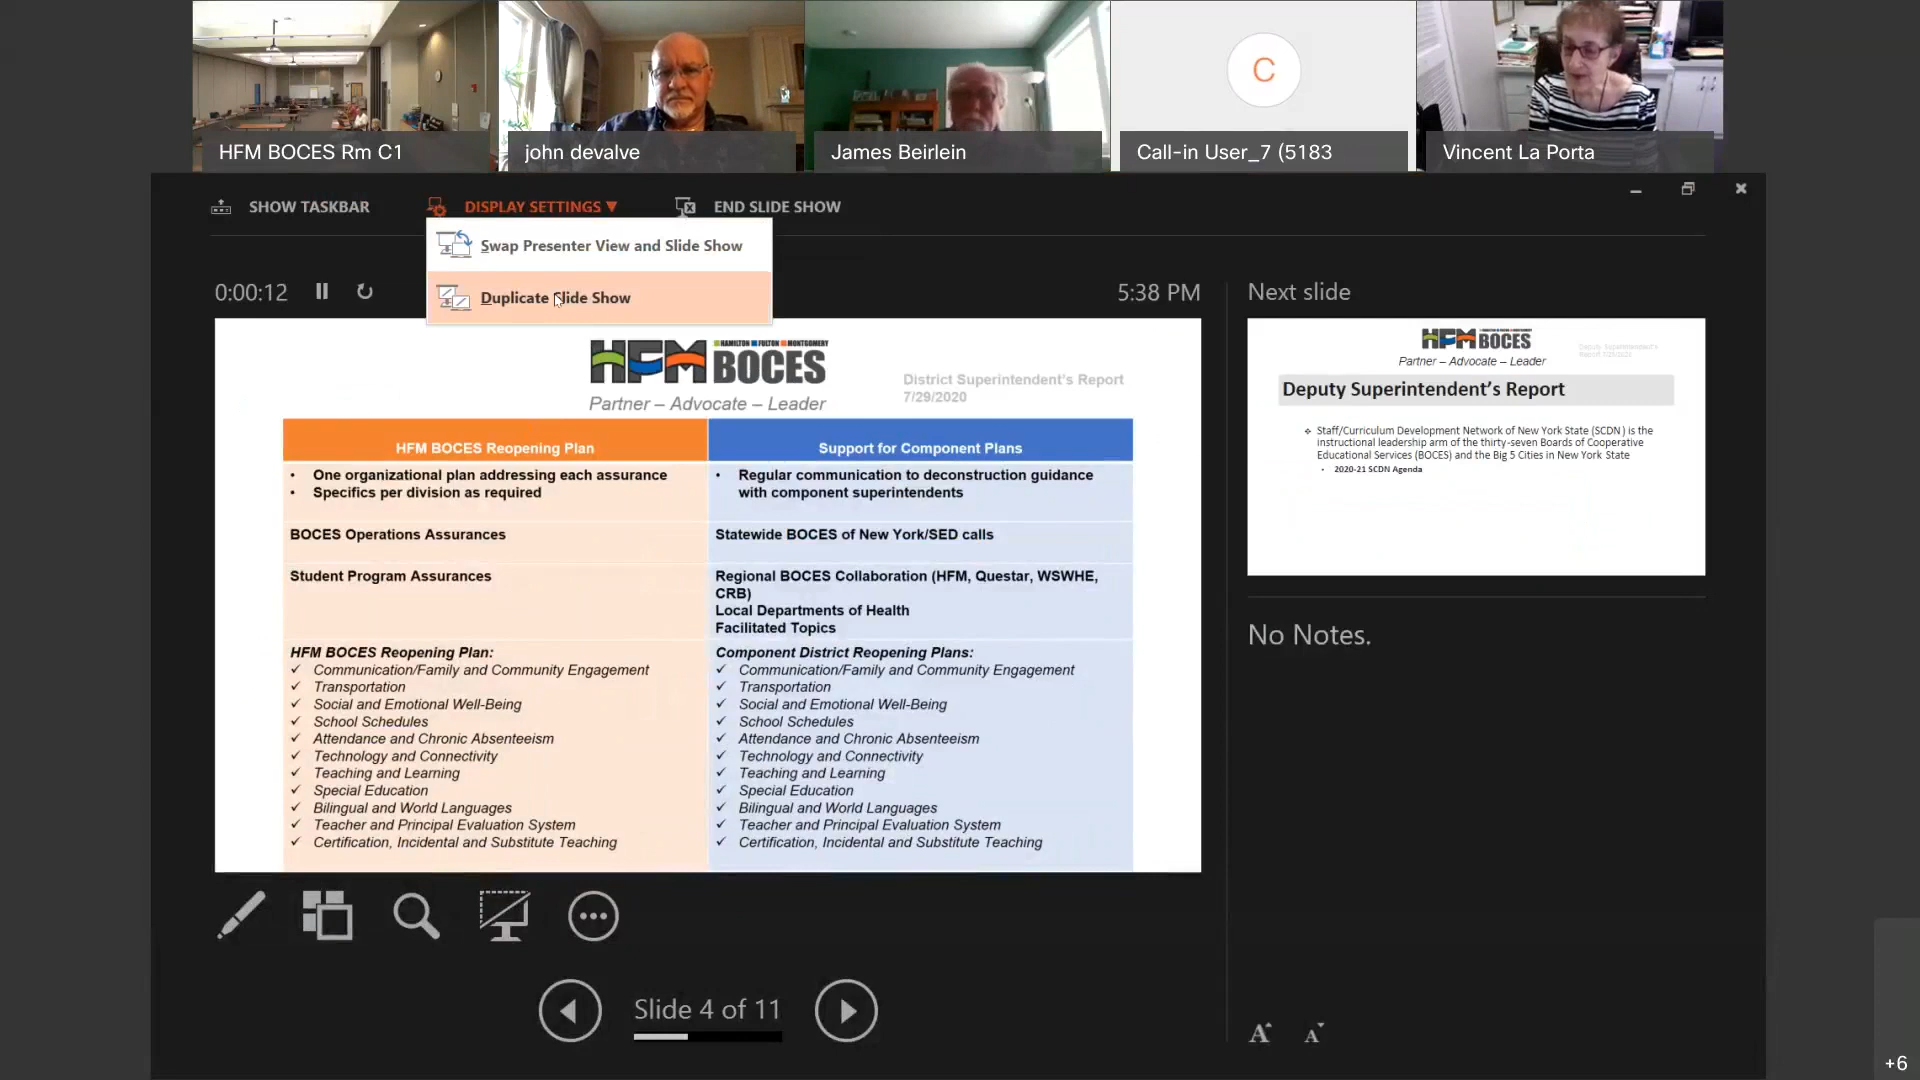 HFM BOCES Rm C1
john devalve
James Beirlein
C
Call-in User_7 (5183
Vincent La Porta
SHOW TASKBAR
DISPLAY SETTINGS ▼
END SLIDE SHOW
Swap Presenter View and Slide Show
Duplicate Slide Show
0:00:12
5:38 PM
HAMILTON FULTON MONTGOMERY
HFM BOCES
Partner – Advocate – Leader
District Superintendent's Report
7/29/2020
HFM BOCES Reopening Plan
• One organizational plan addressing each assurance
• Specifics per division as required
BOCES Operations Assurances
Student Program Assurances
HFM BOCES Reopening Plan:
✓ Communication/Family and Community Engagement
✓ Transportation
✓ Social and Emotional Well-Being
✓ School Schedules
✓ Attendance and Chronic Absenteeism
✓ Technology and Connectivity
✓ Teaching and Learning
✓ Special Education
✓ Bilingual and World Languages
✓ Teacher and Principal Evaluation System
✓ Certification, Incidental and Substitute Teaching
Support for Component Plans
• Regular communication to deconstruction guidance
with component superintendents
Statewide BOCES of New York/SED calls
Regional BOCES Collaboration (HFM, Questar, WSWHE,
CRB)
Local Departments of Health
Facilitated Topics
Component District Reopening Plans:
✓ Communication/Family and Community Engagement
✓ Transportation
✓ Social and Emotional Well-Being
✓ School Schedules
✓ Attendance and Chronic Absenteeism
✓ Technology and Connectivity
✓ Teaching and Learning
✓ Special Education
✓ Bilingual and World Languages
✓ Teacher and Principal Evaluation System
✓ Certification, Incidental and Substitute Teaching
Slide 4 of 11
Next slide
HFM BOCES
Partner – Advocate – Leader
Deputy Superintendent's
Deputy Superintendent's Report
❖ Staff/Curriculum Development Network of New York State (SCDN ) is the
instructional leadership arm of the thirty-seven Boards of Cooperative
Educational Services (BOCES) and the Big 5 Cities in New York State
• 2020-21 SCDN Agenda
No Notes.
A A
+6